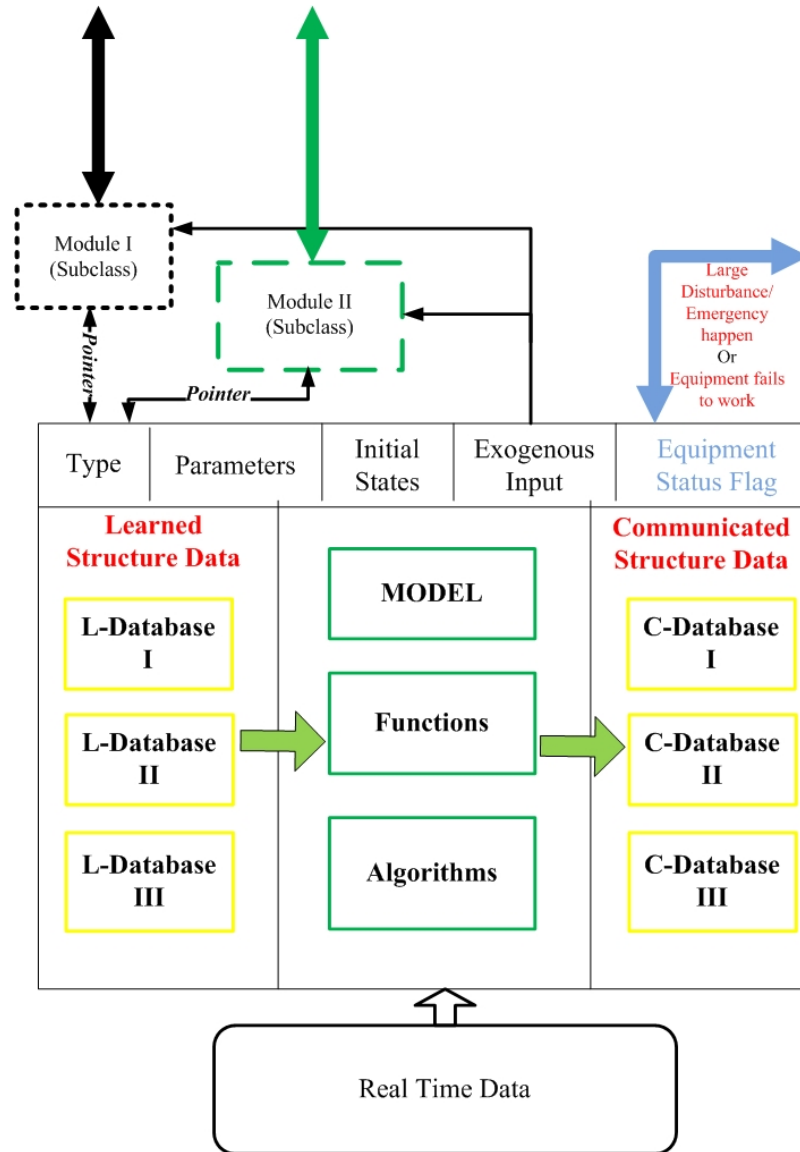 Module I
(Subclass)
Module II
(Subclass)
Large
Disturbance/
Emergency
happen
Or
Equipment fails
to work
Pointer
Pointer
Type
Parameters
Initial
States
Exogenous
Input
Equipment
Status Flag
Learned
Structure Data
Communicated
Structure Data
MODEL
L-Database
I
C-Database
I
L-Database
II
Functions
C-Database
II
L-Database
III
Algorithms
C-Database
III
Real Time Data